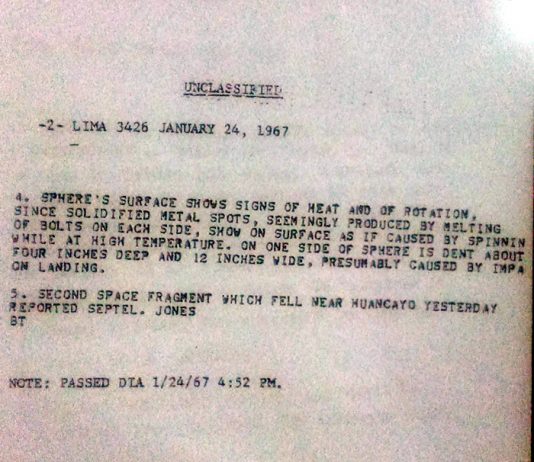 UNCLASSIFIED
-2- LIMA 3426 JANUARY 24, 1967
4. SPHERE'S SURFACE SHOWS SIGNS OF HEAT AND OF ROTATION,
SINCE SOLIDIFIED METAL SPOTS, SEEMINGLY PRODUCED BY MELTING
OF BOLTS ON EACH SIDE, SHOW ON SURFACE AS IF CAUSED BY SPINNIN
WHILE AT HIGH TEMPERATURE. ON ONE SIDE OF SPHERE IS DENT ABOUT
FOUR INCHES DEEP AND 12 INCHES WIDE, PRESUMABLY CAUSED BY IMPA
ON LANDING.
5. SECOND SPACE FRAGMENT WHICH FELL NEAR HUANCAYO YESTERDAY
REPORTED SEPTEL. JONES
BT
NOTE: PASSED DIA 1/24/67 4:52 PM.